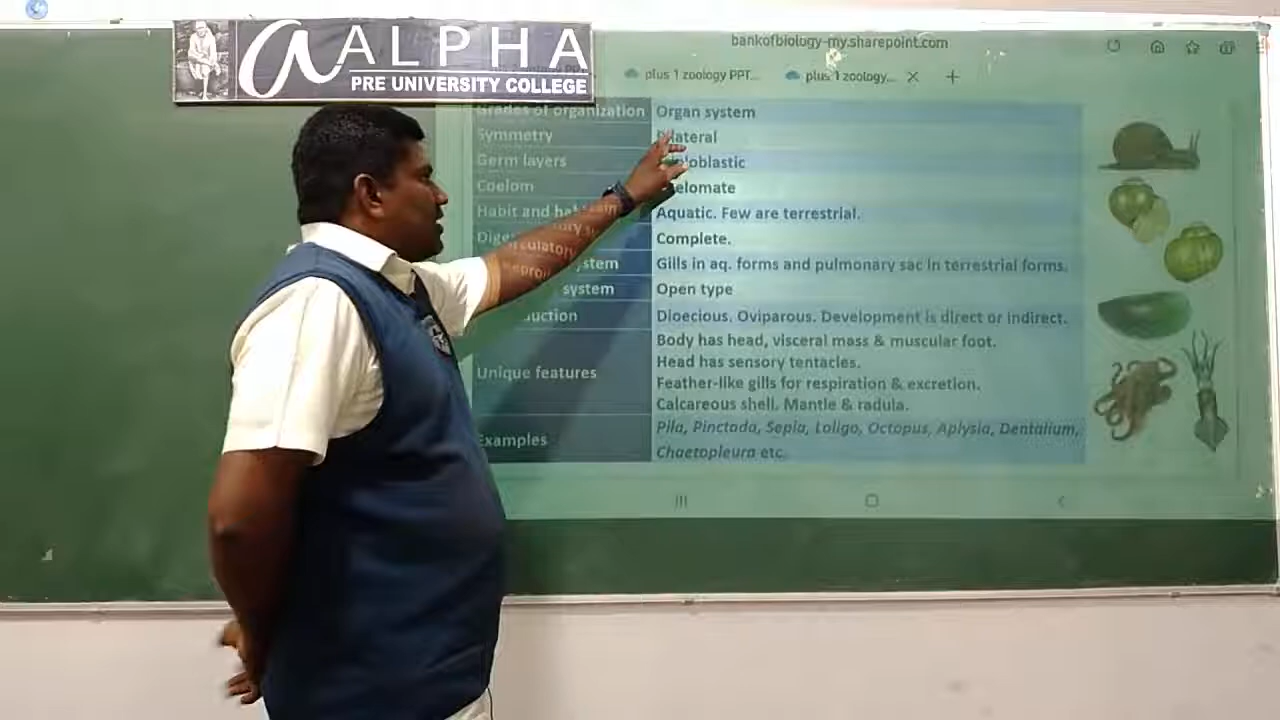 ALPHA
PRE UNIVERSITY COLLEGE
bankofbiology-my.sharepoint.com
plus 1 zoology PPT...
plus 1 zoology...
Grades of organization Organ system
Symmetry Bilateral
Germ layers
Coelom
Habit and Aquatic. Few are terrestrial.
Complete.
Gills in aq. forms and pulmonary sac in terrestrial forms.
system Open type
Dioecious. Oviparous. Development is direct or indirect.
Body has head, visceral mass & muscular foot.
Head has sensory tentacles.
Unique features
Feather-like gills for respiration & excretion.
Calcareous shell. Mantle & radula.
Examples Pila, Pinctada, Sepia, Loligo, Octopus, Aplysia, Dentalium,
Chaetopleura etc.